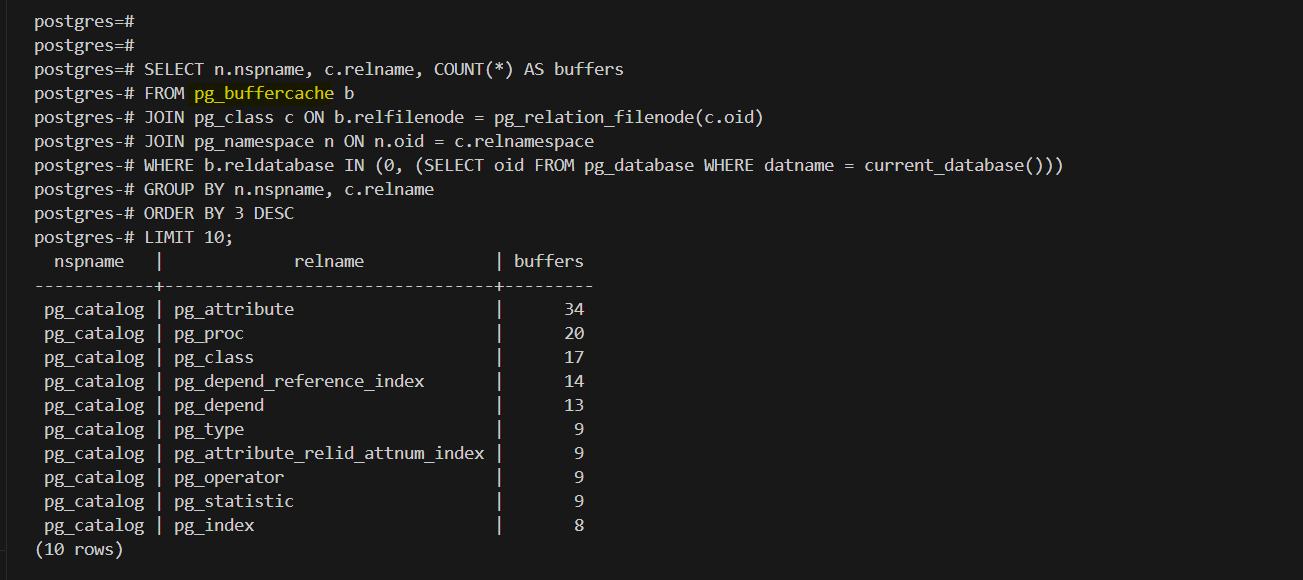 postgres=#
postgres=#
postgres=# SELECT n.nspname, c.relname, COUNT(*) AS buffers
postgres-# FROM pg_buffercache b
postgres-# JOIN pg_class c ON b.relfilenode = pg_relation_filenode(c.oid)
postgres-# JOIN pg_namespace n ON n.oid = c.relnamespace
postgres-# WHERE b.reldatabase IN (0, (SELECT oid FROM pg_database WHERE datname = current_database()))
postgres-# GROUP BY n.nspname, c.relname
postgres-# ORDER BY 3 DESC
postgres-# LIMIT 10;
  nspname   |             relname             | buffers
------------+---------------------------------+---------
 pg_catalog | pg_attribute                    |      34
 pg_catalog | pg_proc                         |      20
 pg_catalog | pg_class                        |      17
 pg_catalog | pg_depend_reference_index       |      14
 pg_catalog | pg_depend                       |      13
 pg_catalog | pg_type                         |       9
 pg_catalog | pg_attribute_relid_attnum_index |       9
 pg_catalog | pg_operator                     |       9
 pg_catalog | pg_statistic                    |       9
 pg_catalog | pg_index                        |       8
(10 rows)